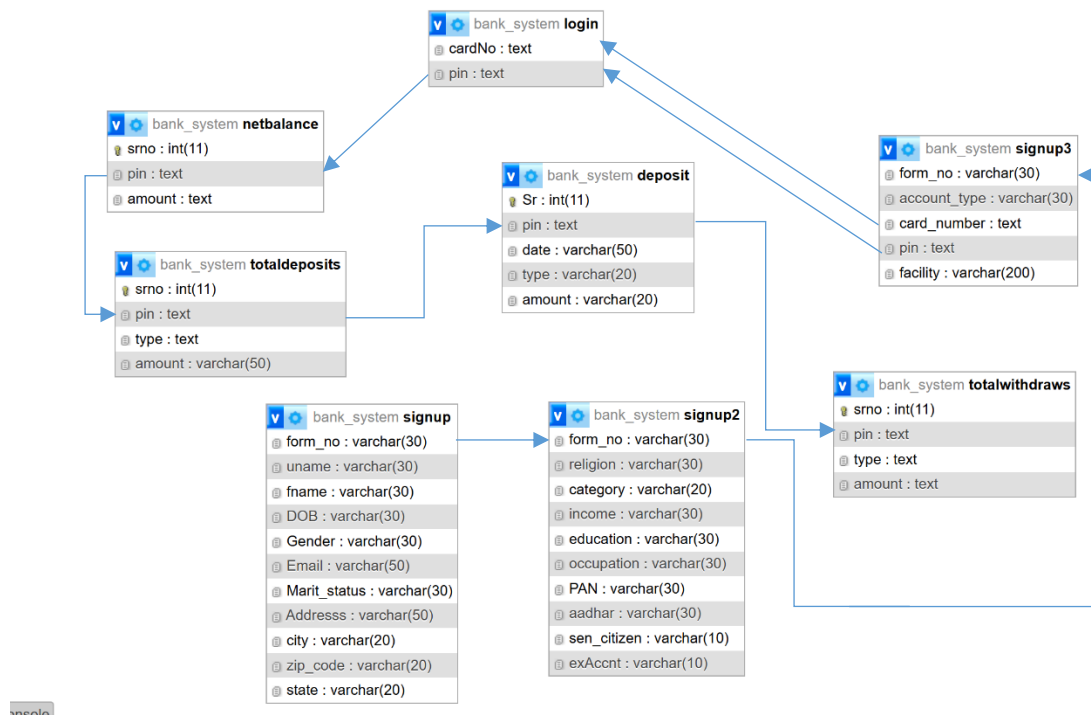 bank_system login
cardNo : text
pin : text
bank_system netbalance
srno : int(11)
pin : text
amount : text
bank_system deposit
Sr : int(11)
pin : text
date : varchar(50)
type : varchar(20)
amount : varchar(20)
bank_system signup3
form_no : varchar(30)
account_type : varchar(30)
card_number : text
pin : text
facility : varchar(200)
bank_system totaldeposits
srno : int(11)
pin : text
type : text
amount : varchar(50)
bank_system totalwithdraws
srno : int(11)
pin : text
type : text
amount : text
bank_system signup
form_no : varchar(30)
uname : varchar(30)
fname : varchar(30)
DOB : varchar(30)
Gender : varchar(30)
Email : varchar(50)
Marit_status : varchar(30)
Addresss : varchar(50)
city : varchar(20)
zip_code : varchar(20)
state : varchar(20)
bank_system signup2
form_no : varchar(30)
religion : varchar(30)
category : varchar(20)
income : varchar(30)
education : varchar(30)
occupation : varchar(30)
PAN : varchar(30)
aadhar : varchar(30)
sen_citizen : varchar(10)
exAccnt : varchar(10)